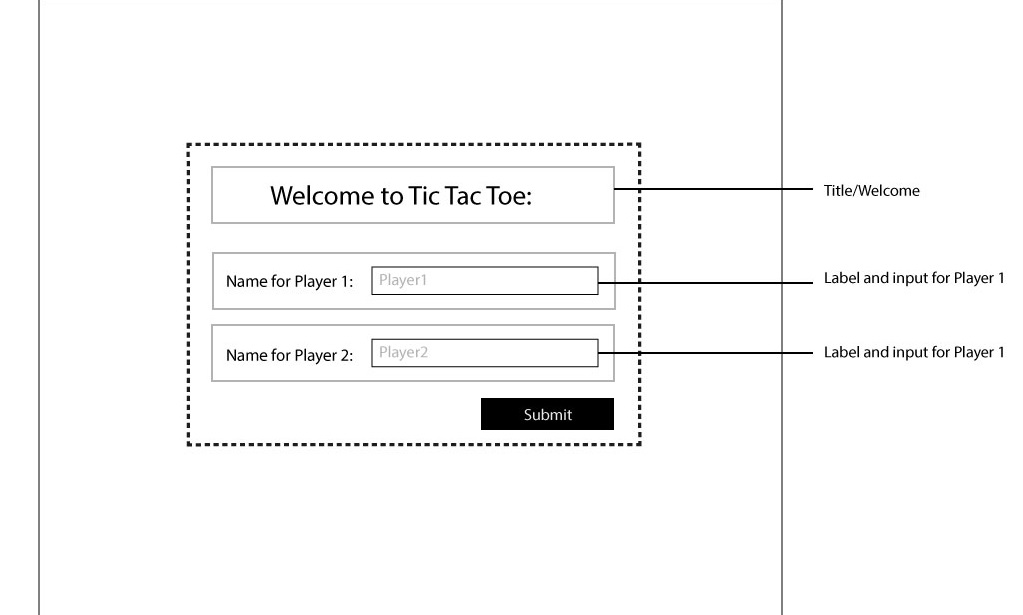 Welcome to Tic Tac Toe:
Title/Welcome
Name for Player 1:
Player1
Label and input for Player 1
Name for Player 2:
Player2
Label and input for Player 1
Submit